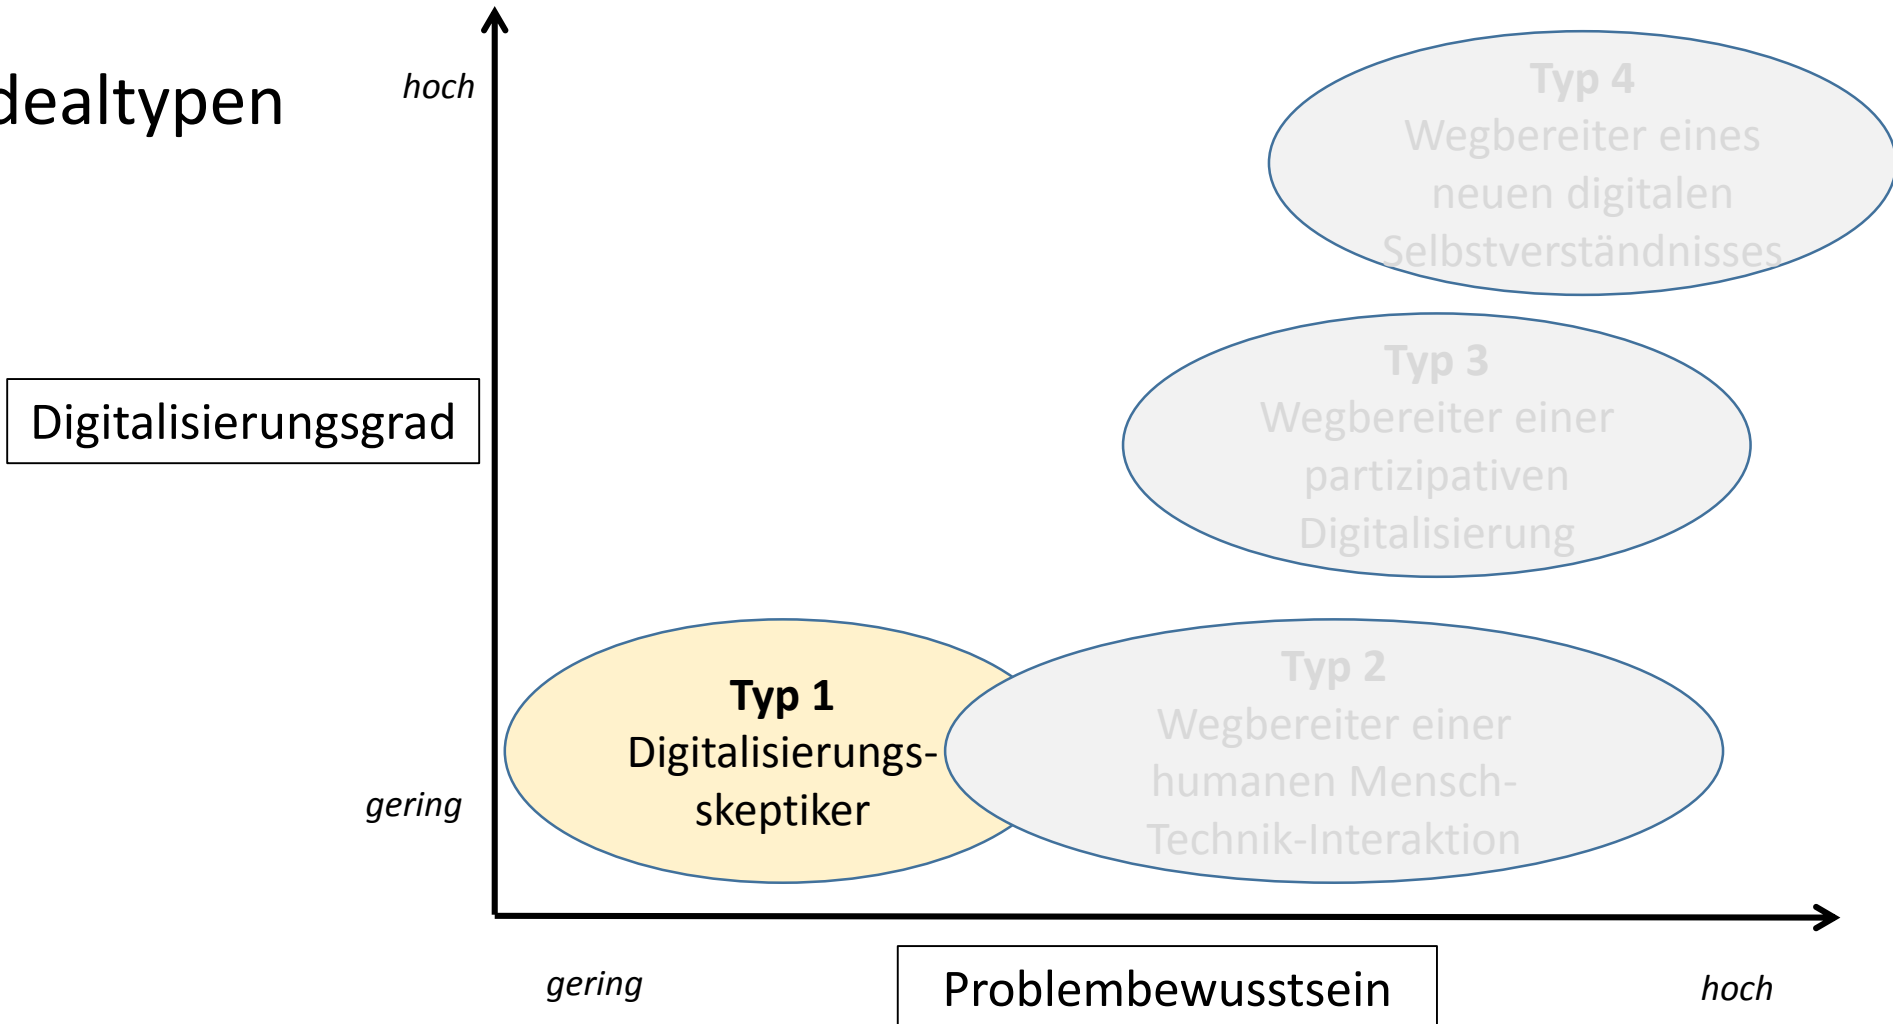 dealtypen
hoch
Typ 4
Wegbereiter eines
neuen digitalen
Selbstverständnisses
Typ 3
Wegbereiter einer
partizipativen
Digitalisierung
Digitalisierungsgrad
Typ 1
Digitalisierungs-
skeptiker
Typ 2
Wegbereiter einer
humanen Mensch-
Technik-Interaktion
gering
gering
Problembewusstsein
hoch